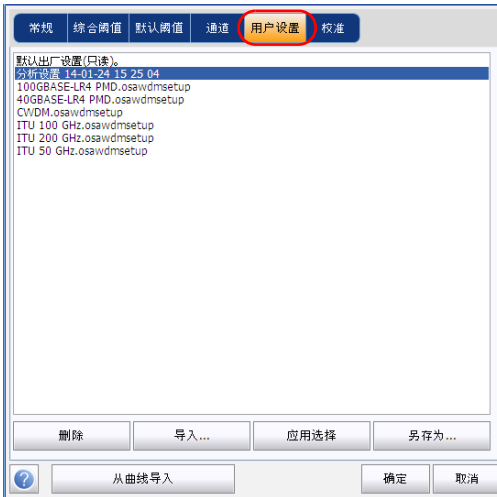 常规 综合阈值 默认阈值 通道 用户设置 校准
默认出厂设置(只读)。
分析设置 14-01-24 15 25 04
100GBASE-LR4 PMD.osawdmsetup
40GBASE-LR4 PMD.osawdmsetup
CWDM.osawdmsetup
ITU 100 GHz.osawdmsetup
ITU 200 GHz.osawdmsetup
ITU 50 GHz.osawdmsetup
删除 导入... 应用选择 另存为...
? 从曲线导入 确定 取消